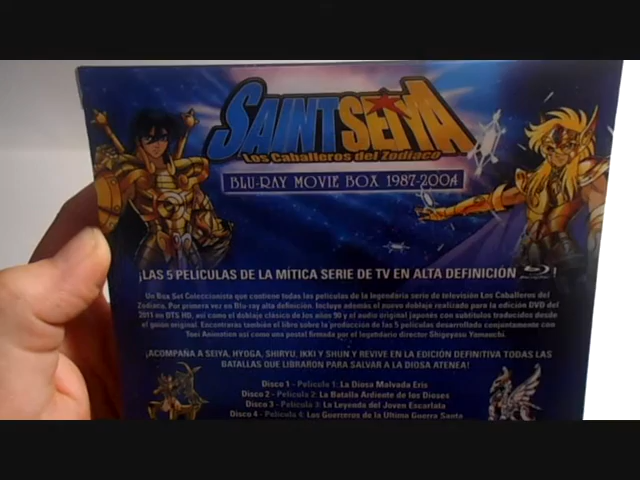 SAINT SEIYA
Los Caballeros del Zodiaco
BLU-RAY MOVIE BOX 1987-2004
¡LAS 5 PELICULAS DE LA MÍTICA SERIE DE TV EN ALTA DEFINICIÓN Blu-ray!
Un Box Set Coleccionista que contiene todas las películas de la legendaria serie de televisión Los Caballeros del
Zodiaco. Por primera vez en Blu-ray alta definición. Incluye además el nuevo doblaje realizado para la edición DVD del
2011 en DTS HD, así como el doblaje clásico de los años 90 y el audio original japonés con subtítulos traducidos desde
el guión original. Encontrarás también el libro sobre la producción de las 5 películas desarrollado conjuntamente con
Toei Animation así como una postal firmada por el legendario director Shigeyasu Yamauchi.
¡ACOMPAÑA A SEIYA, HYOGA, SHIRYU, IKKI Y SHUN Y REVIVE EN LA EDICIÓN DEFINITIVA TODAS LAS
BATALLAS QUE LIBRARON PARA SALVAR A LA DIOSA ATENEA!
Disco 1 - Película 1: La Diosa Malvada Eris
Disco 2 - Película 2: La Batalla Ardiente de los Dioses
Disco 3 - Película 3: La Leyenda del Joven Escarlata
Disco 4 - Película 4: Los Guerreros de la Última Guerra Santa